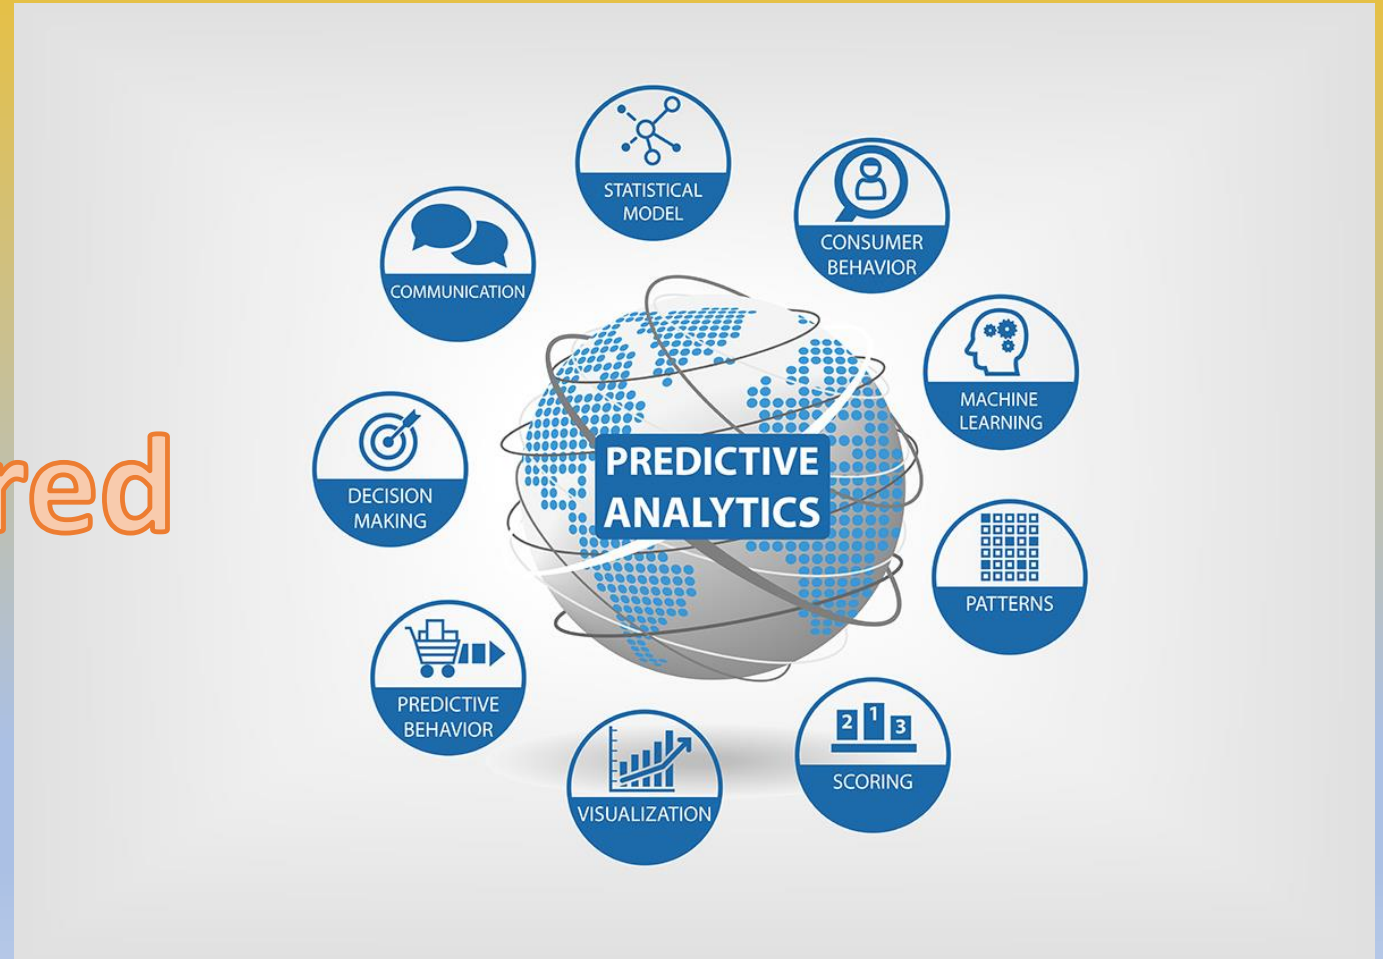 STATISTICAL
MODEL
CONSUMER
BEHAVIOR
COMMUNICATION
MACHINE
LEARNING
PREDICTIVE
ANALYTICS
DECISION
MAKING
PATTERNS
PREDICTIVE
BEHAVIOR
2 1 3
SCORING
VISUALIZATION
red